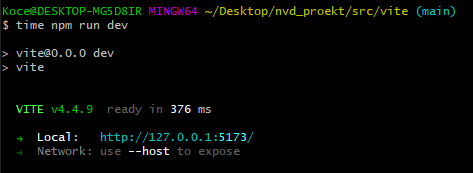 Koce@DESKTOP-MG5D8IR MINGW64 ~/Desktop/nvd_proekt/src/vite (main)
$ time npm run dev
> vite@0.0.0 dev
> vite
VITE v4.4.9 ready in 376 ms
➜ Local: http://127.0.0.1:5173/
➜ Network: use --host to expose